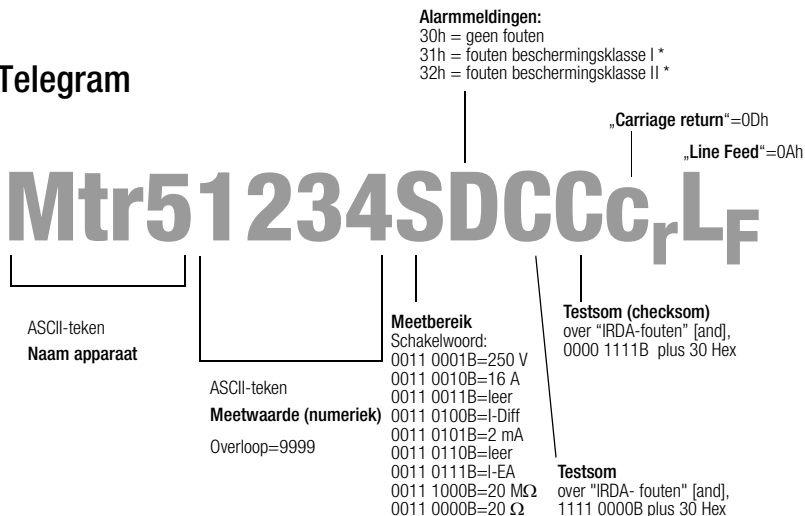 Alarmmeldingen:
30h = geen fouten
31h = fouten beschermingsklasse I *
32h = fouten beschermingsklasse II *
Telegram
„Carriage return“=0Dh
„Line Feed“=0Ah
Mtr51234SDCCcrLF
ASCII-teken
Naam apparaat
ASCII-teken
Meetwaarde (numeriek)
Overloop=9999
Meetbereik
Schakelwoord:
0011 0001B=250 V
0011 0010B=16 A
0011 0011B=leer
0011 0100B=I-Diff
0011 0101B=2 mA
0011 0110B=leer
0011 0111B=I-EA
0011 1000B=20 MΩ
0011 0000B=20 Ω
Testsom (checksom)
over “IRDA-fouten” [and],
0000 1111B plus 30 Hex
Testsom
over "IRDA- fouten" [and],
1111 0000B plus 30 Hex